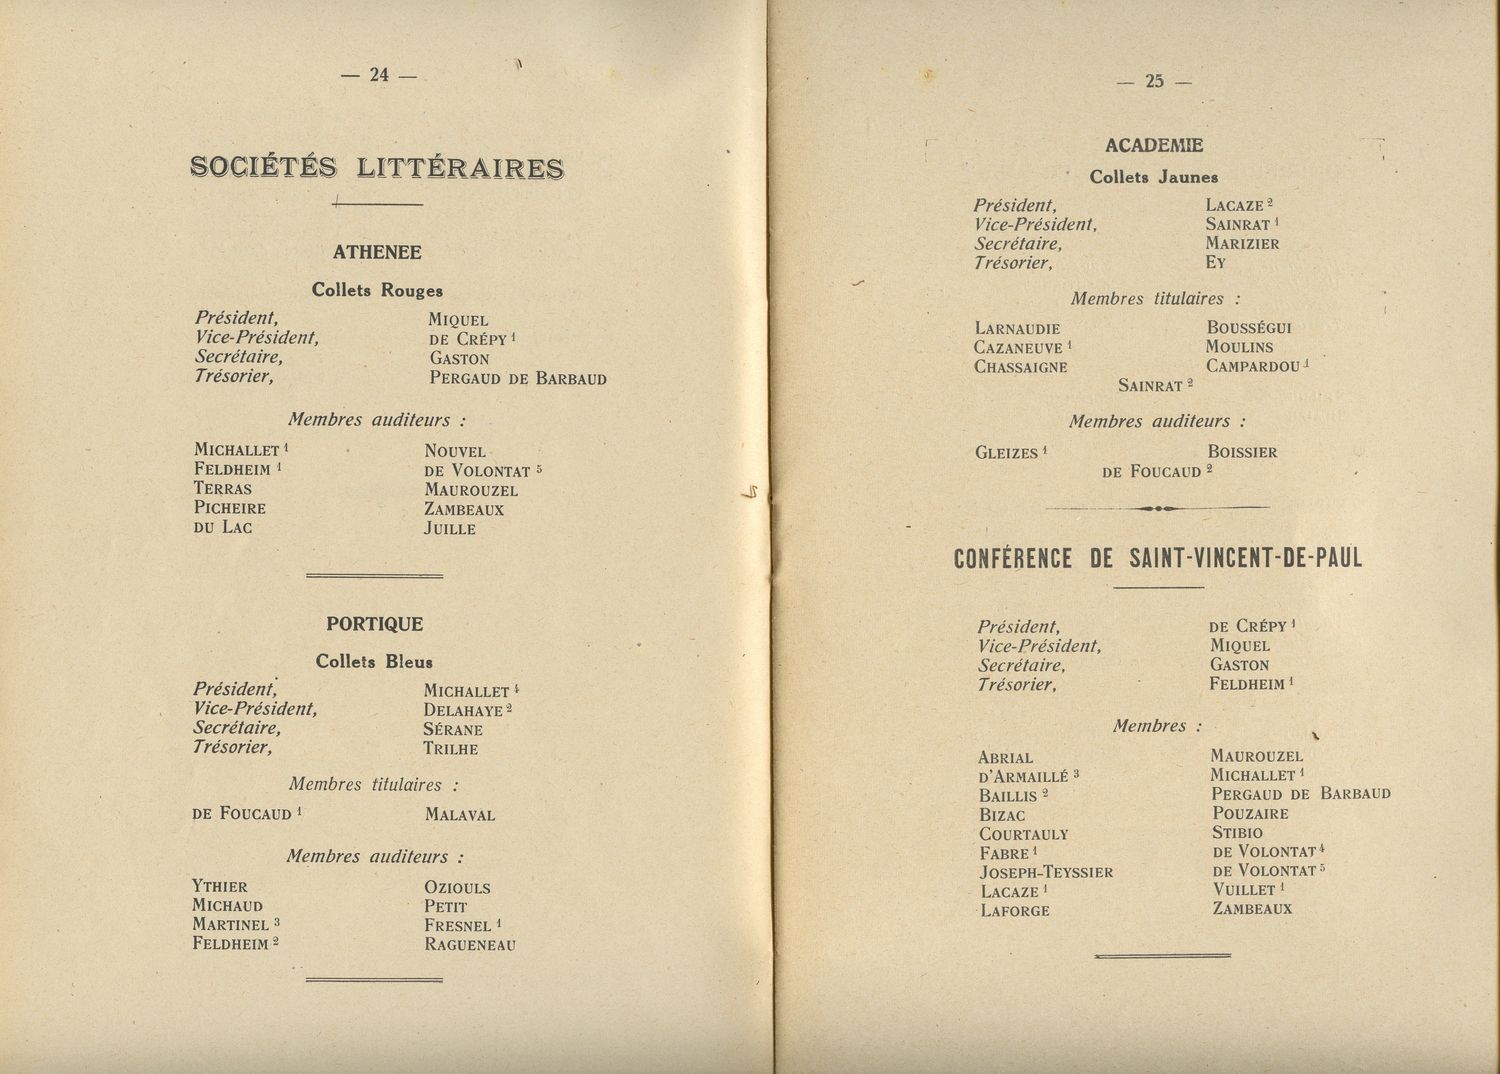 — 24 —
SOCIÉTÉS LITTÉRAIRES
ATHENEE
Collets Rouges
Président, MIQUEL
Vice-Président, DE CRÉPY ¹
Secrétaire, GASTON
Trésorier, PERGAUD DE BARBAUD
Membres auditeurs :
MICHALLET ¹ NOUVEL
FELDHEIM ¹ DE VOLONTAT ⁵
TERRAS MAUROUZEL
PICHEIRE ZAMBEAUX
DU LAC JUILLE
PORTIQUE
Collets Bleus
Président, MICHALLET ⁴
Vice-Président, DELAHAYE ²
Secrétaire, SÉRANE
Trésorier, TRILHE
Membres titulaires :
DE FOUCAUD ¹ MALAVAL
Membres auditeurs :
YTHIER OZIOULS
MICHAUD PETIT
MARTINEL ³ FRESNEL ¹
FELDHEIM ² RAGUENEAU
— 25 —
ACADEMIE
Collets Jaunes
Président, LACAZE ²
Vice-Président, SAINRAT ¹
Secrétaire, MARIZIER
Trésorier, EY
Membres titulaires :
LARNAUDIE BOUSSÉGUI
CAZANEUVE ¹ MOULINS
CHASSAIGNE CAMPARDOU ¹
SAINRAT ²
Membres auditeurs :
GLEIZES ¹ BOISSIER
DE FOUCAUD ²
CONFÉRENCE DE SAINT-VINCENT-DE-PAUL
Président, DE CRÉPY ¹
Vice-Président, MIQUEL
Secrétaire, GASTON
Trésorier, FELDHEIM ¹
Membres :
ABRIAL MAUROUZEL
D'ARMAILLÉ ³ MICHALLET ¹
BAILLIS ² PERGAUD DE BARBAUD
BIZAC POUZAIRE
COURTAULY STIBIO
FABRE ¹ DE VOLONTAT ⁴
JOSEPH-TEYSSIER DE VOLONTAT ⁵
LACAZE ¹ VUILLET ¹
LAFORGE ZAMBEAUX